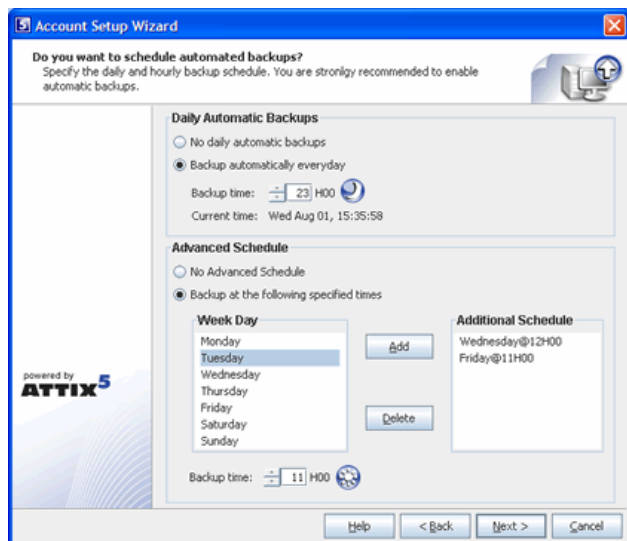 Account Setup Wizard
Do you want to schedule automated backups?
Specify the daily and hourly backup schedule. You are stronlgy recommended to enable
automatic backups.
Daily Automatic Backups
No daily automatic backups
Backup automatically everyday
Backup time: 23 H00
Current time: Wed Aug 01, 15:35:58
Advanced Schedule
No Advanced Schedule
Backup at the following specified times
Week Day
Monday
Tuesday
Wednesday
Thursday
Friday
Saturday
Sunday
Add
Delete
Additional Schedule
Wednesday@12H00
Friday@11H00
Backup time: 11 H00
powered by
ATTIX5
Help
< Back
Next >
Cancel